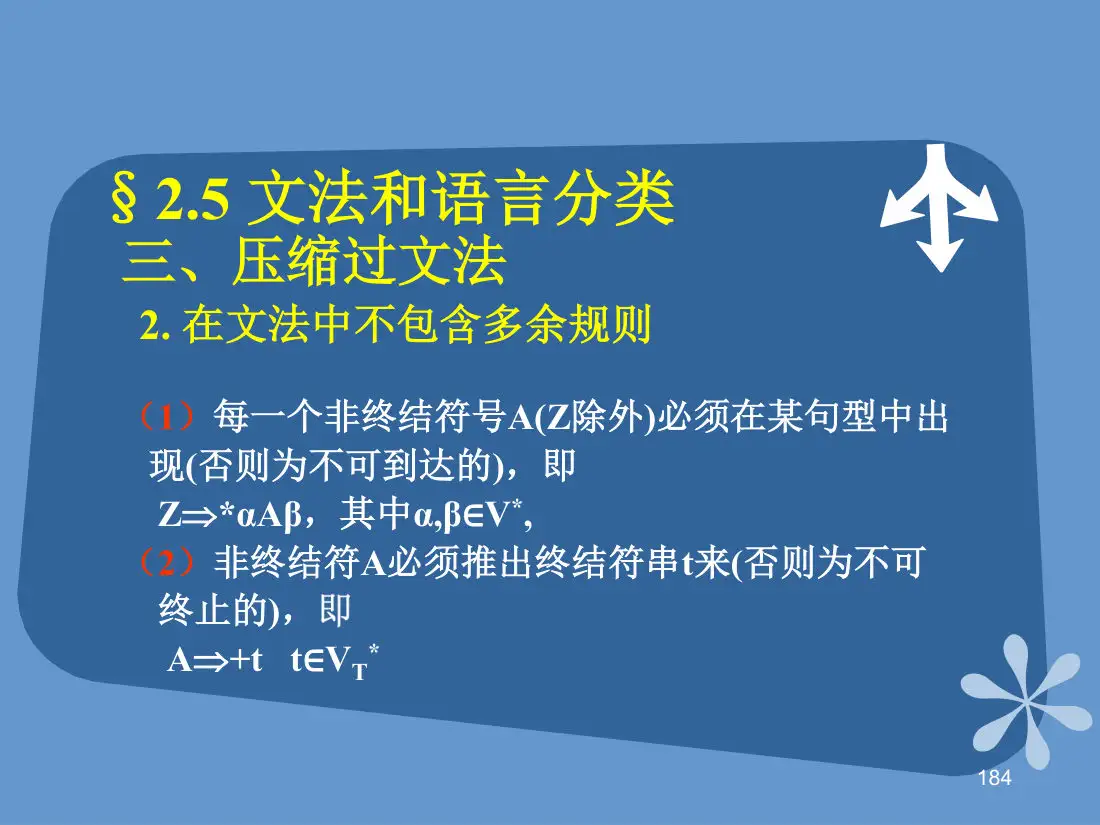 §2.5 文法和语言分类
三、压缩过文法
2. 在文法中不包含多余规则
（1）每一个非终结符号A(Z除外)必须在某句型中出
现(否则为不可到达的)，即
Z⇒*αAβ，其中α,β∈V*,
（2）非终结符A必须推出终结符串t来(否则为不可
终止的)，即
A⇒+t t∈VT*
184